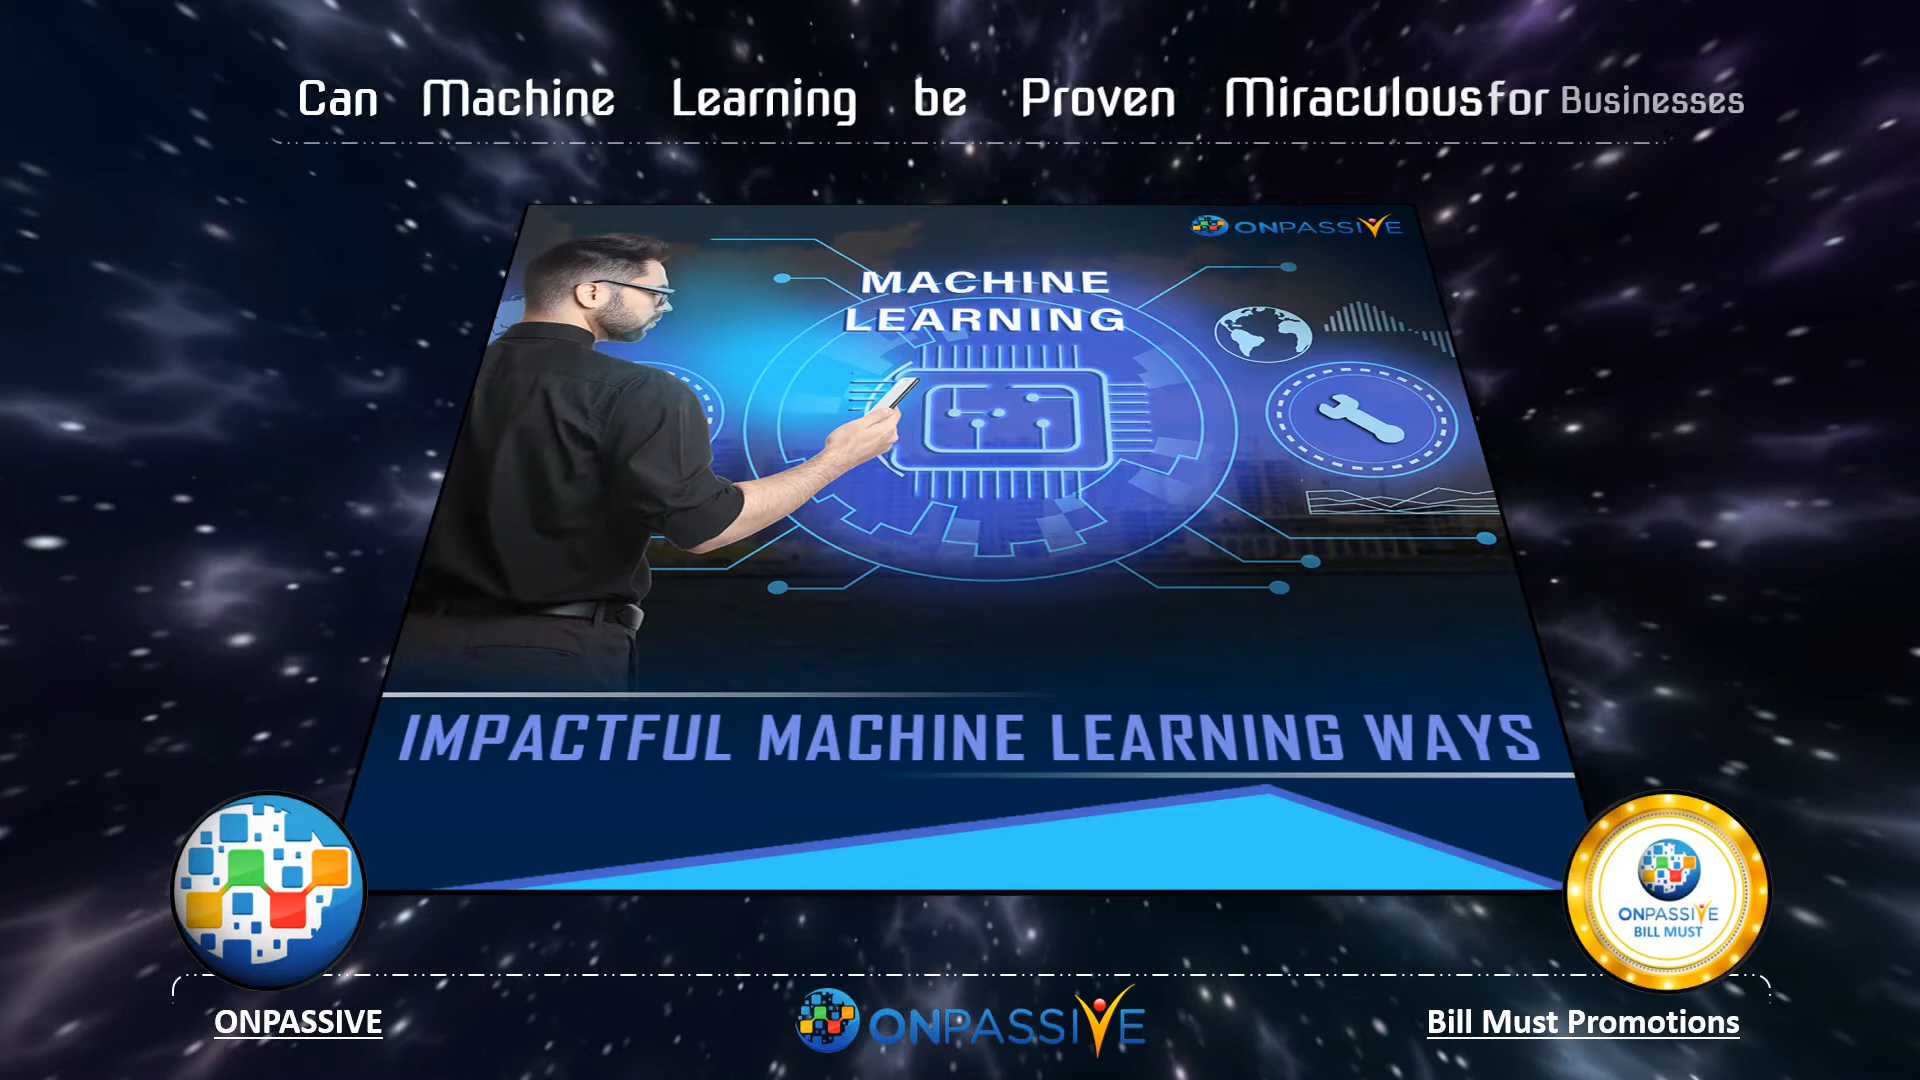 Can Machine Learning be Proven Miraculous for Businesses
ONPASSIVE
MACHINE
LEARNING
IMPACTFUL MACHINE LEARNING WAYS
ONPASSIVE
BILL MUST
ONPASSIVE
ONPASSIVE
Bill Must Promotions